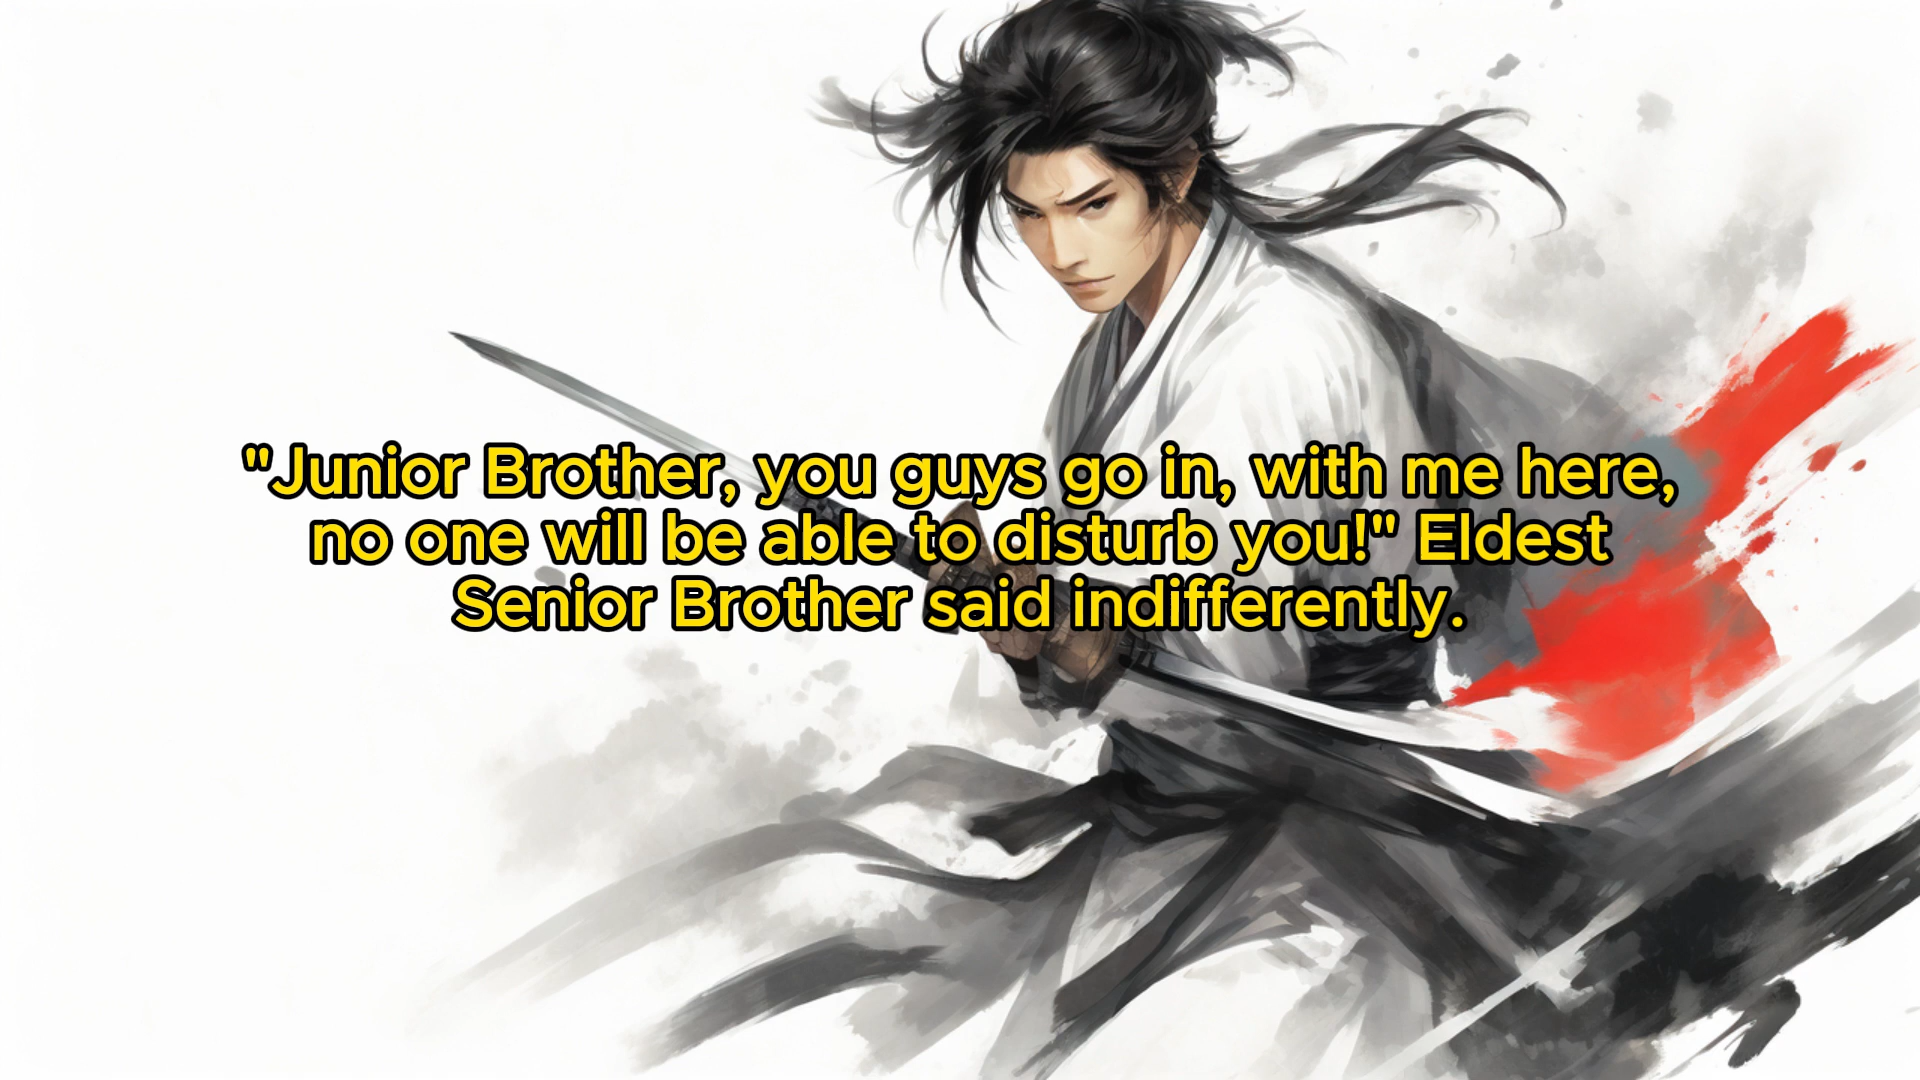 "Junior Brother, you guys go in, with me here,
no one will be able to disturb you!" Eldest
Senior Brother said indifferently.